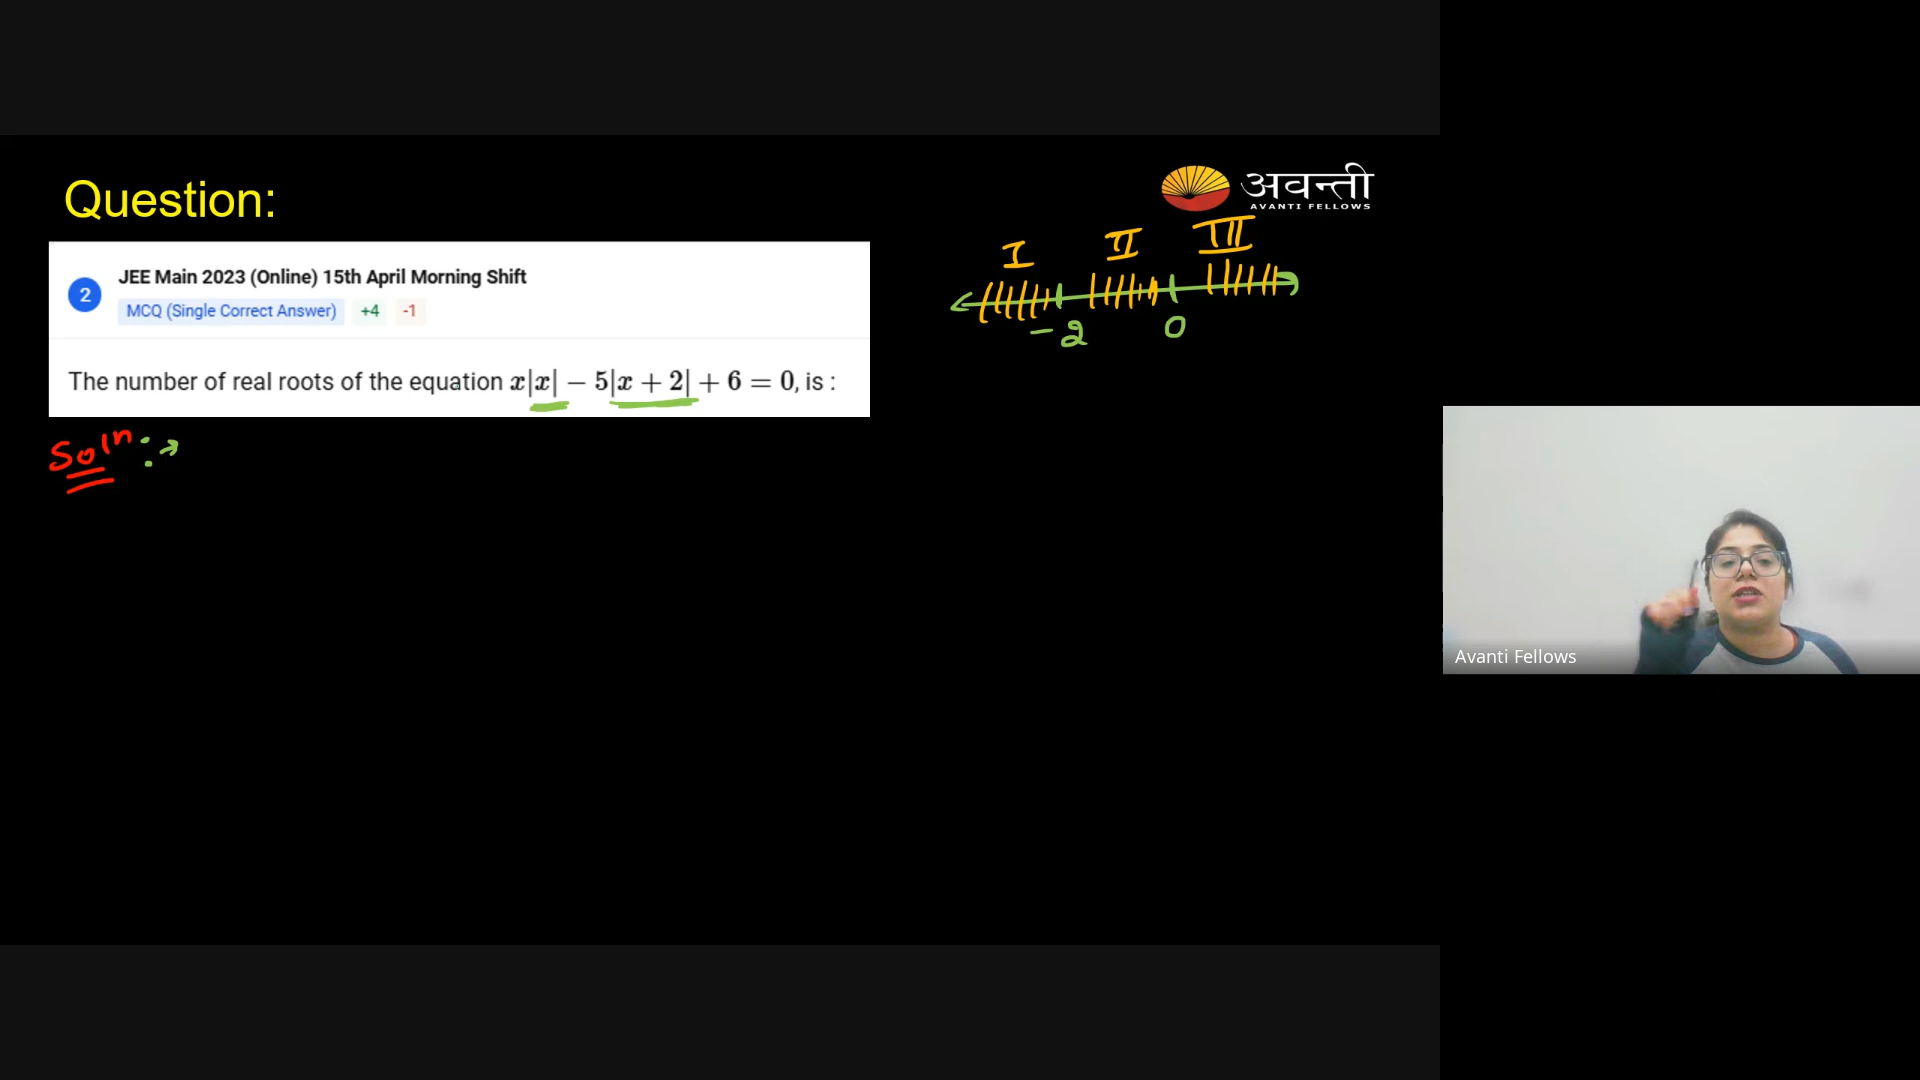 Question:
अवन्ती
AVANTI FELLOWS
I II III
-2 0
2
JEE Main 2023 (Online) 15th April Morning Shift
MCQ (Single Correct Answer) +4 -1
The number of real roots of the equation x|x| − 5|x + 2| + 6 = 0, is :
Soln :→
Avanti Fellows